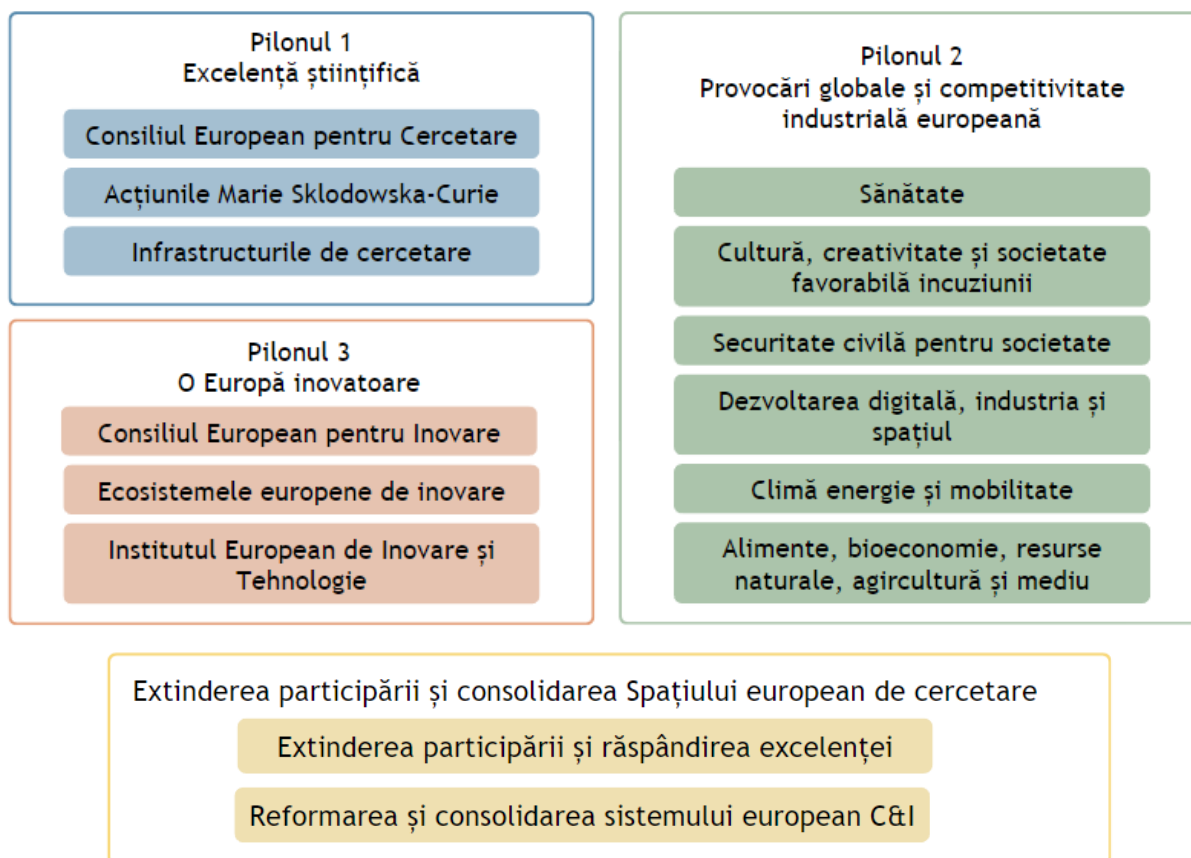 Pilonul 1
Excelență științifică
Consiliul European pentru Cercetare
Acțiunile Marie Sklodowska-Curie
Infrastructurile de cercetare
Pilonul 2
Provocări globale și competitivitate
industrială europeană
Sănătate
Cultură, creativitate și societate
favorabilă incuziunii
Securitate civilă pentru societate
Dezvoltarea digitală, industria și
spațiul
Climă energie și mobilitate
Alimente, bioeconomie, resurse
naturale, agircultură și mediu
Pilonul 3
O Europă inovatoare
Consiliul European pentru Inovare
Ecosistemele europene de inovare
Institutul European de Inovare și
Tehnologie
Extinderea participării și consolidarea Spațiului european de cercetare
Extinderea participării și răspândirea excelenței
Reformarea și consolidarea sistemului european C&I